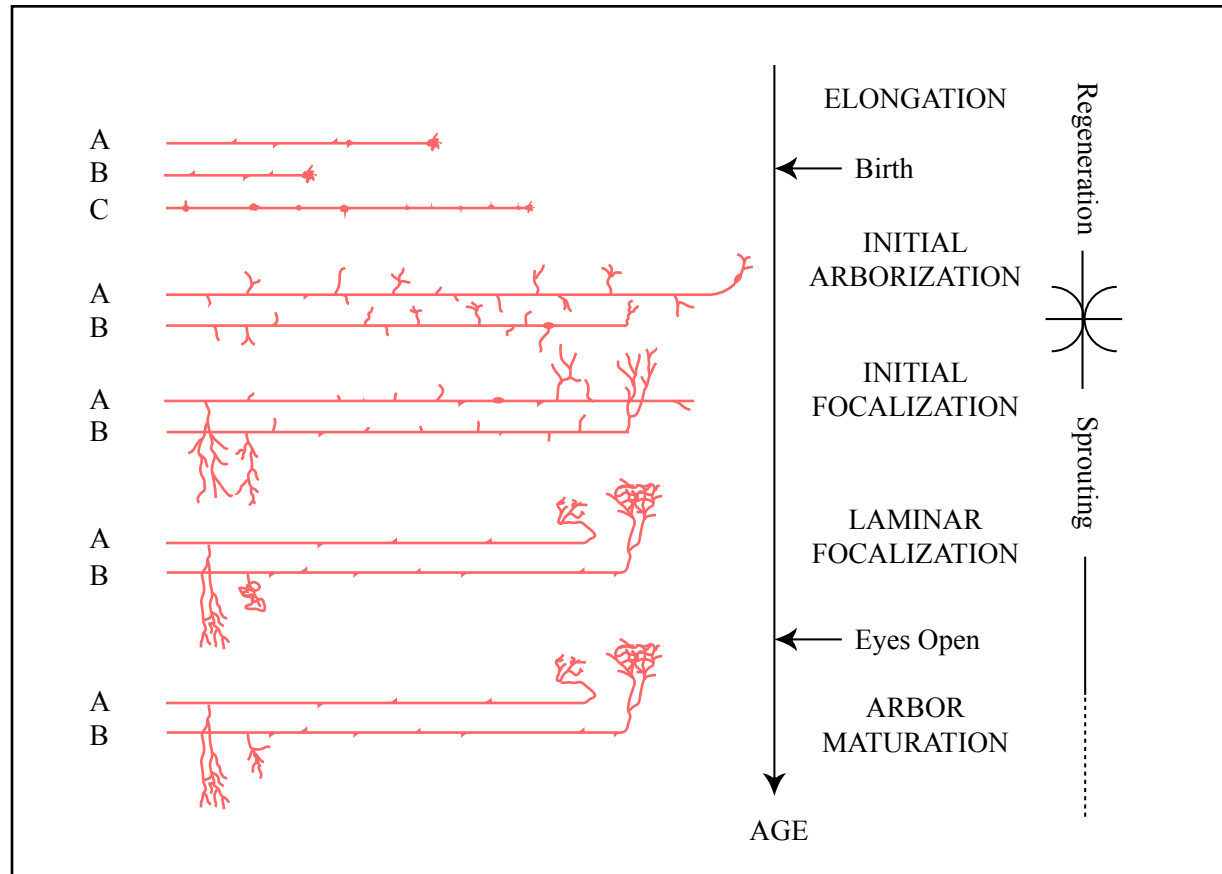 A
B
C
A
B
A
B
A
B
A
B
ELONGATION
Birth
INITIAL
ARBORIZATION
INITIAL
FOCALIZATION
LAMINAR
FOCALIZATION
Eyes Open
ARBOR
MATURATION
AGE
Regeneration
Sprouting